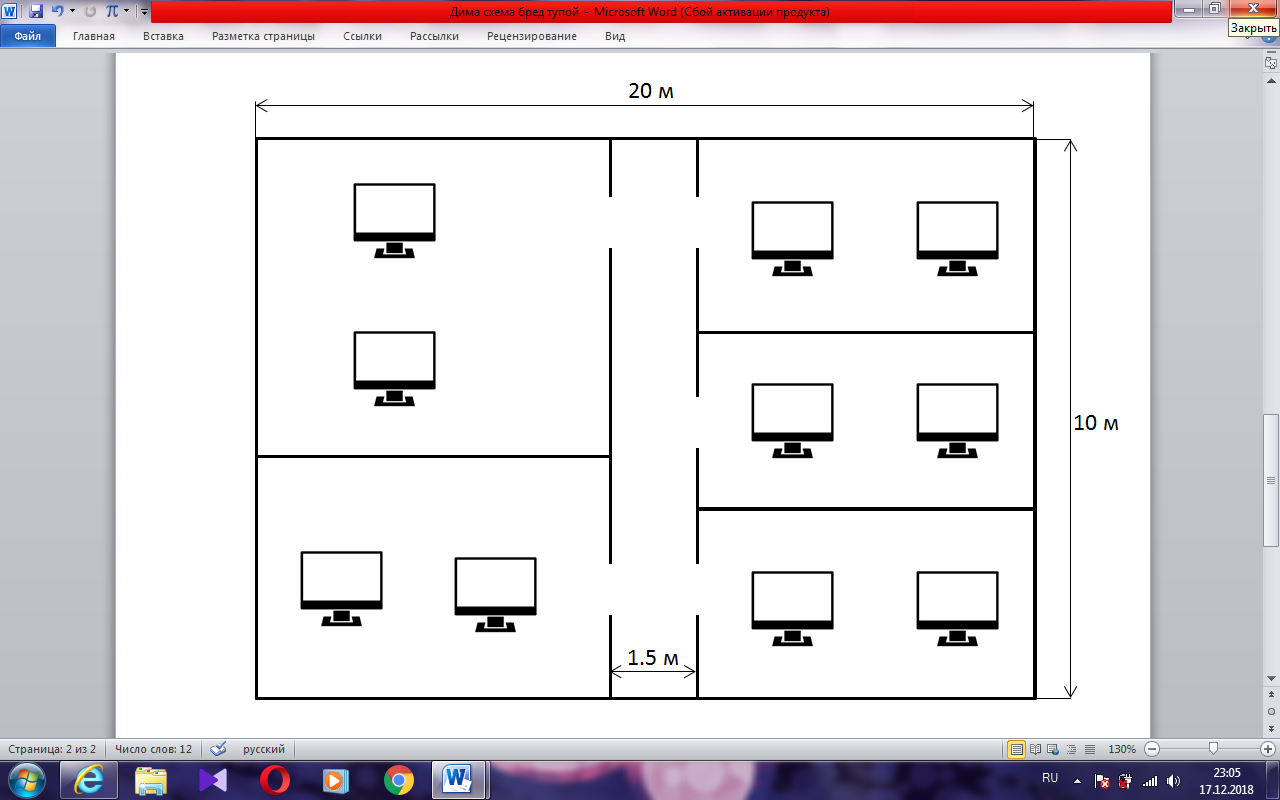 Дима схема бред тупой - Microsoft Word (Сбой активации продукта)
Закрыть
Файл Главная Вставка Разметка страницы Ссылки Рассылки Рецензирование Вид
20 м
10 м
1.5 м
Страница: 2 из 2 Число слов: 12 русский 130%
RU 23:05
17.12.2018